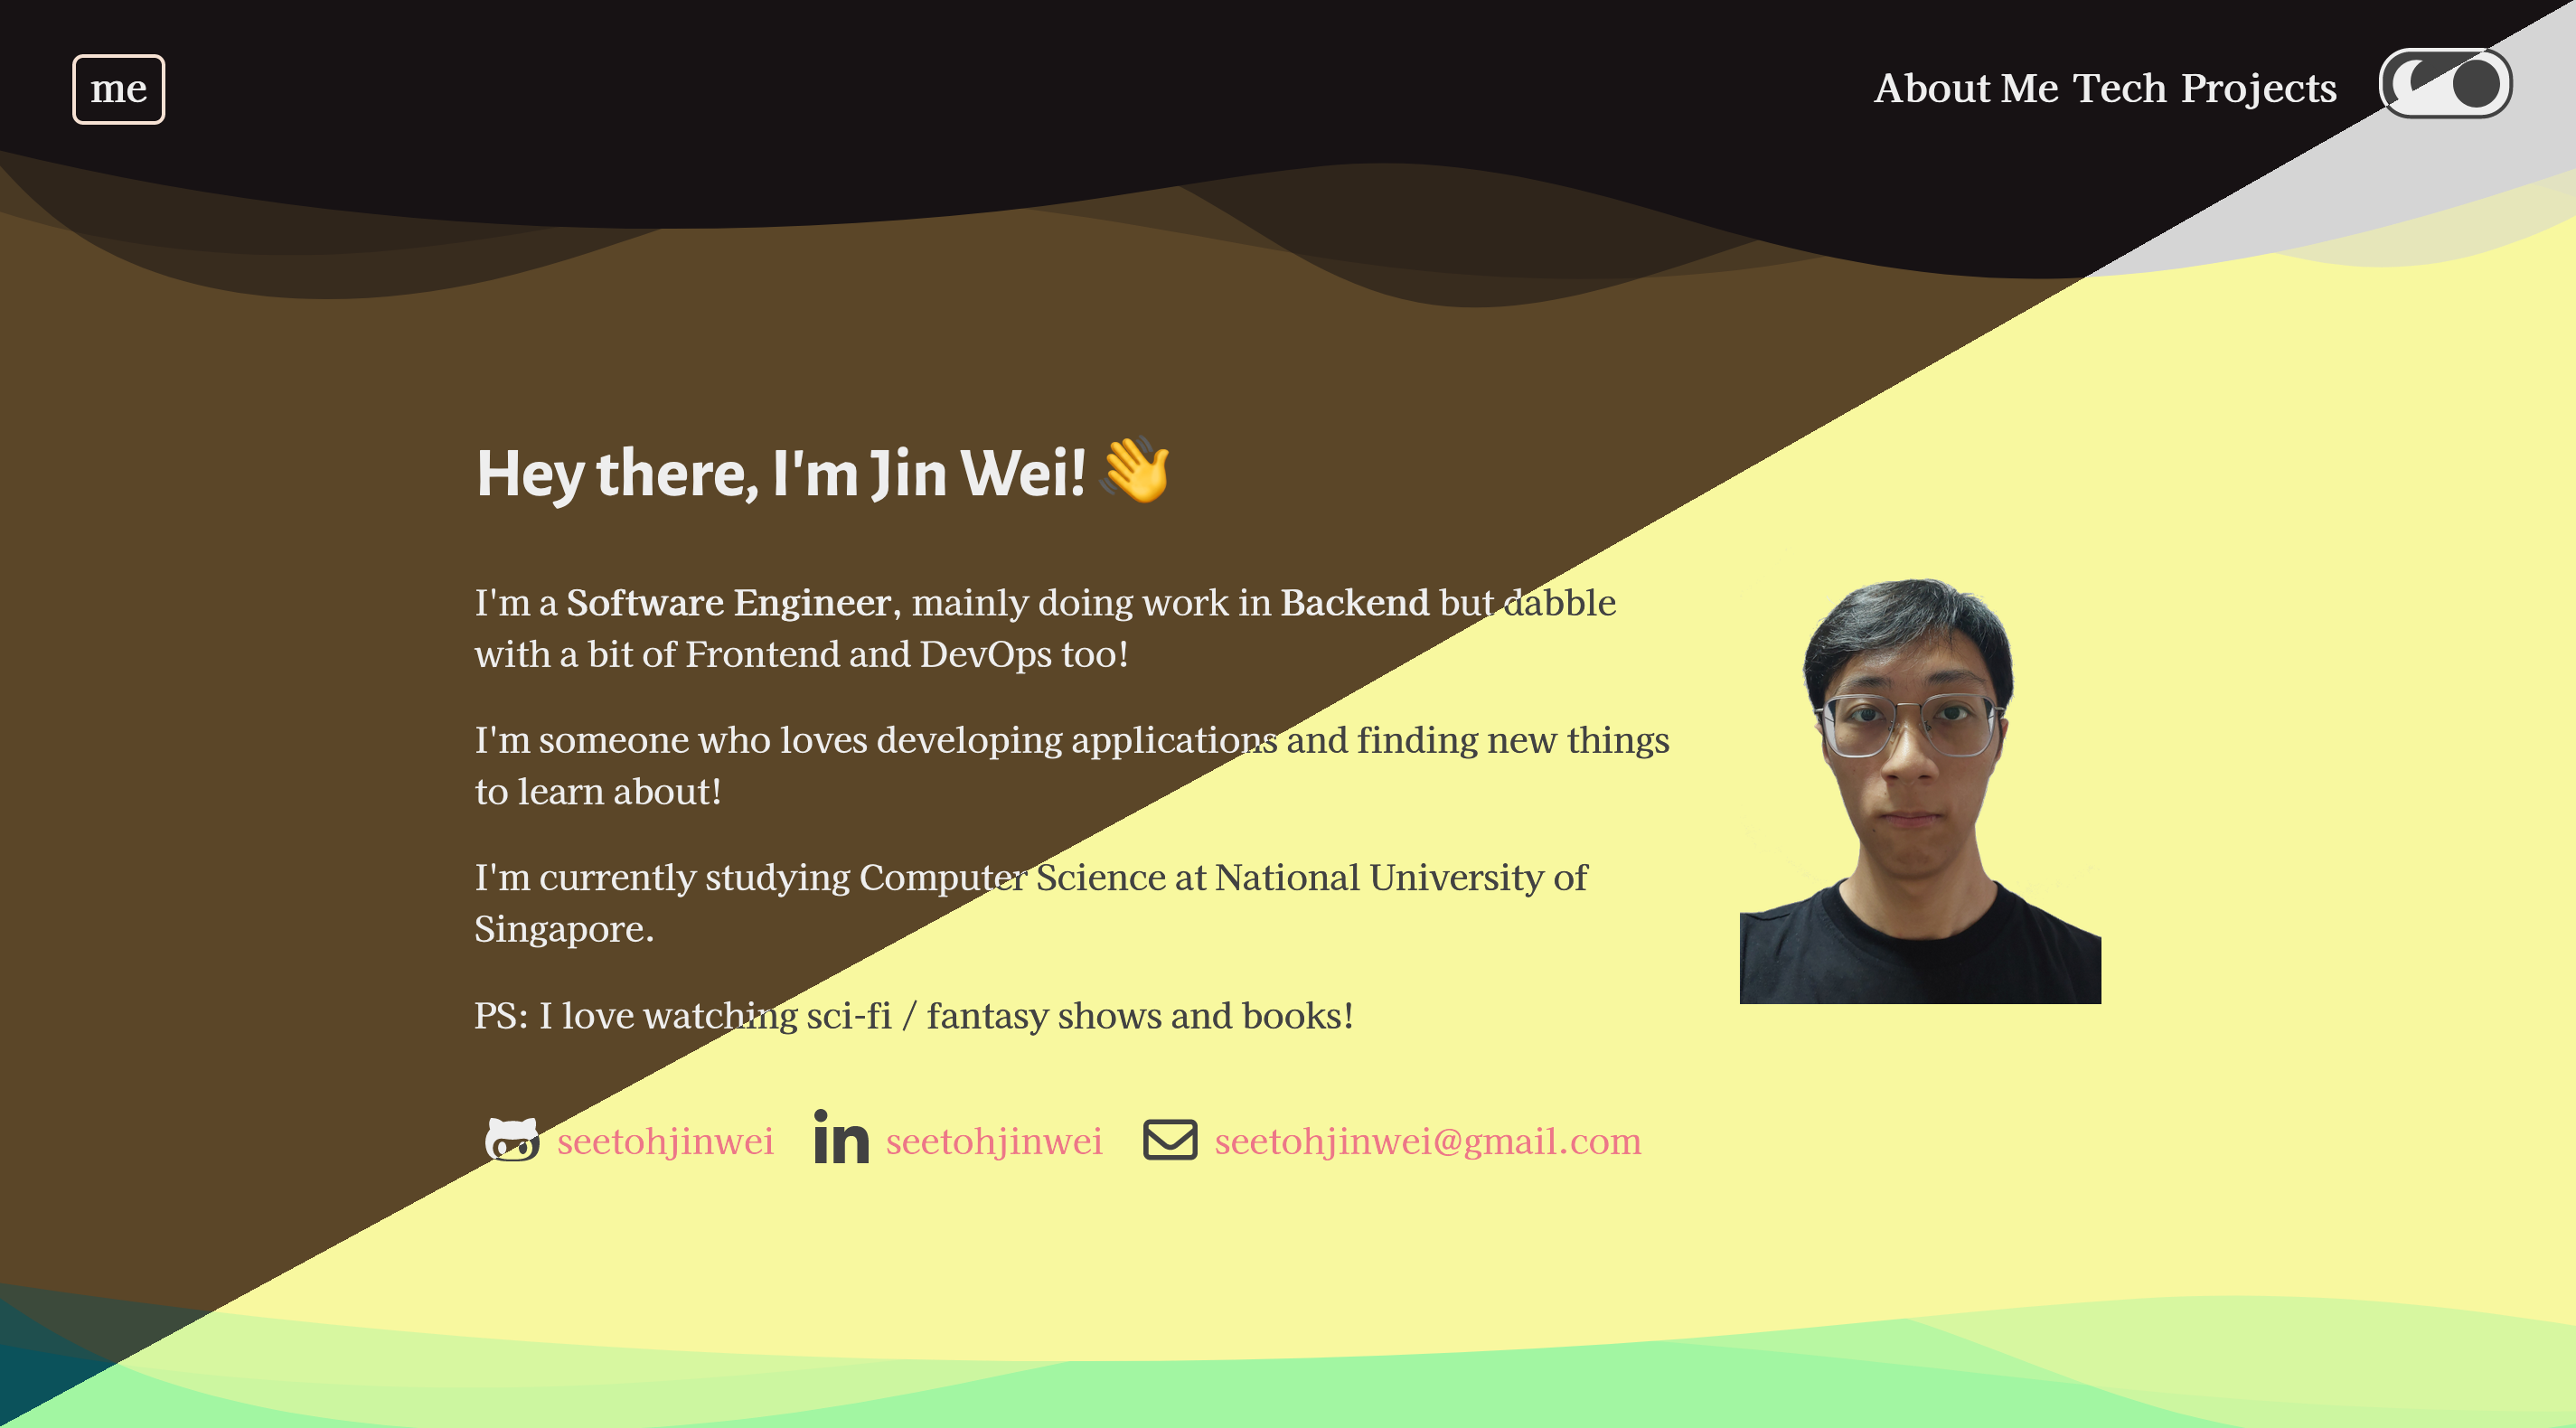 me
About Me Tech Projects
Hey there, I'm Jin Wei! 👋
I'm a Software Engineer, mainly doing work in Backend but dabble
with a bit of Frontend and DevOps too!
I'm someone who loves developing applications and finding new things
to learn about!
I'm currently studying Computer Science at National University of
Singapore.
PS: I love watching sci-fi / fantasy shows and books!
seetohjinwei in seetohjinwei seetohjinwei@gmail.com